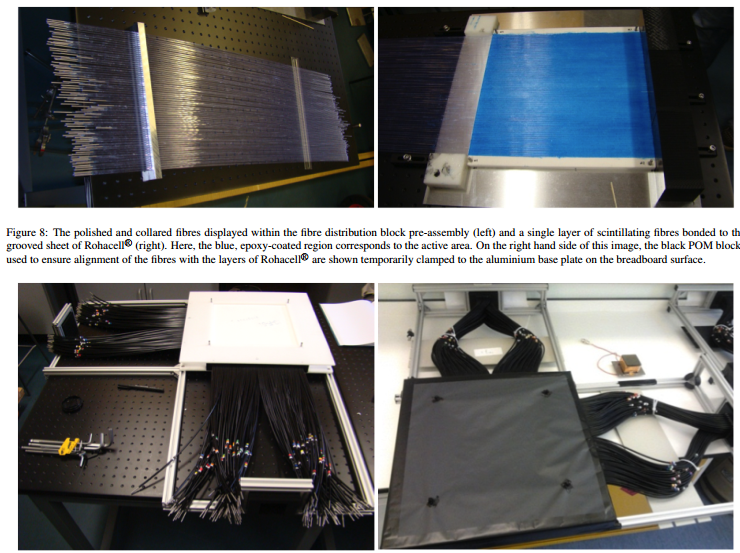 Figure 8: The polished and collared fibres displayed within the fibre distribution block pre-assembly (left) and a single layer of scintillating fibres bonded to th
grooved sheet of Rohacell® (right). Here, the blue, epoxy-coated region corresponds to the active area. On the right hand side of this image, the black POM block
used to ensure alignment of the fibres with the layers of Rohacell® are shown temporarily clamped to the aluminium base plate on the breadboard surface.